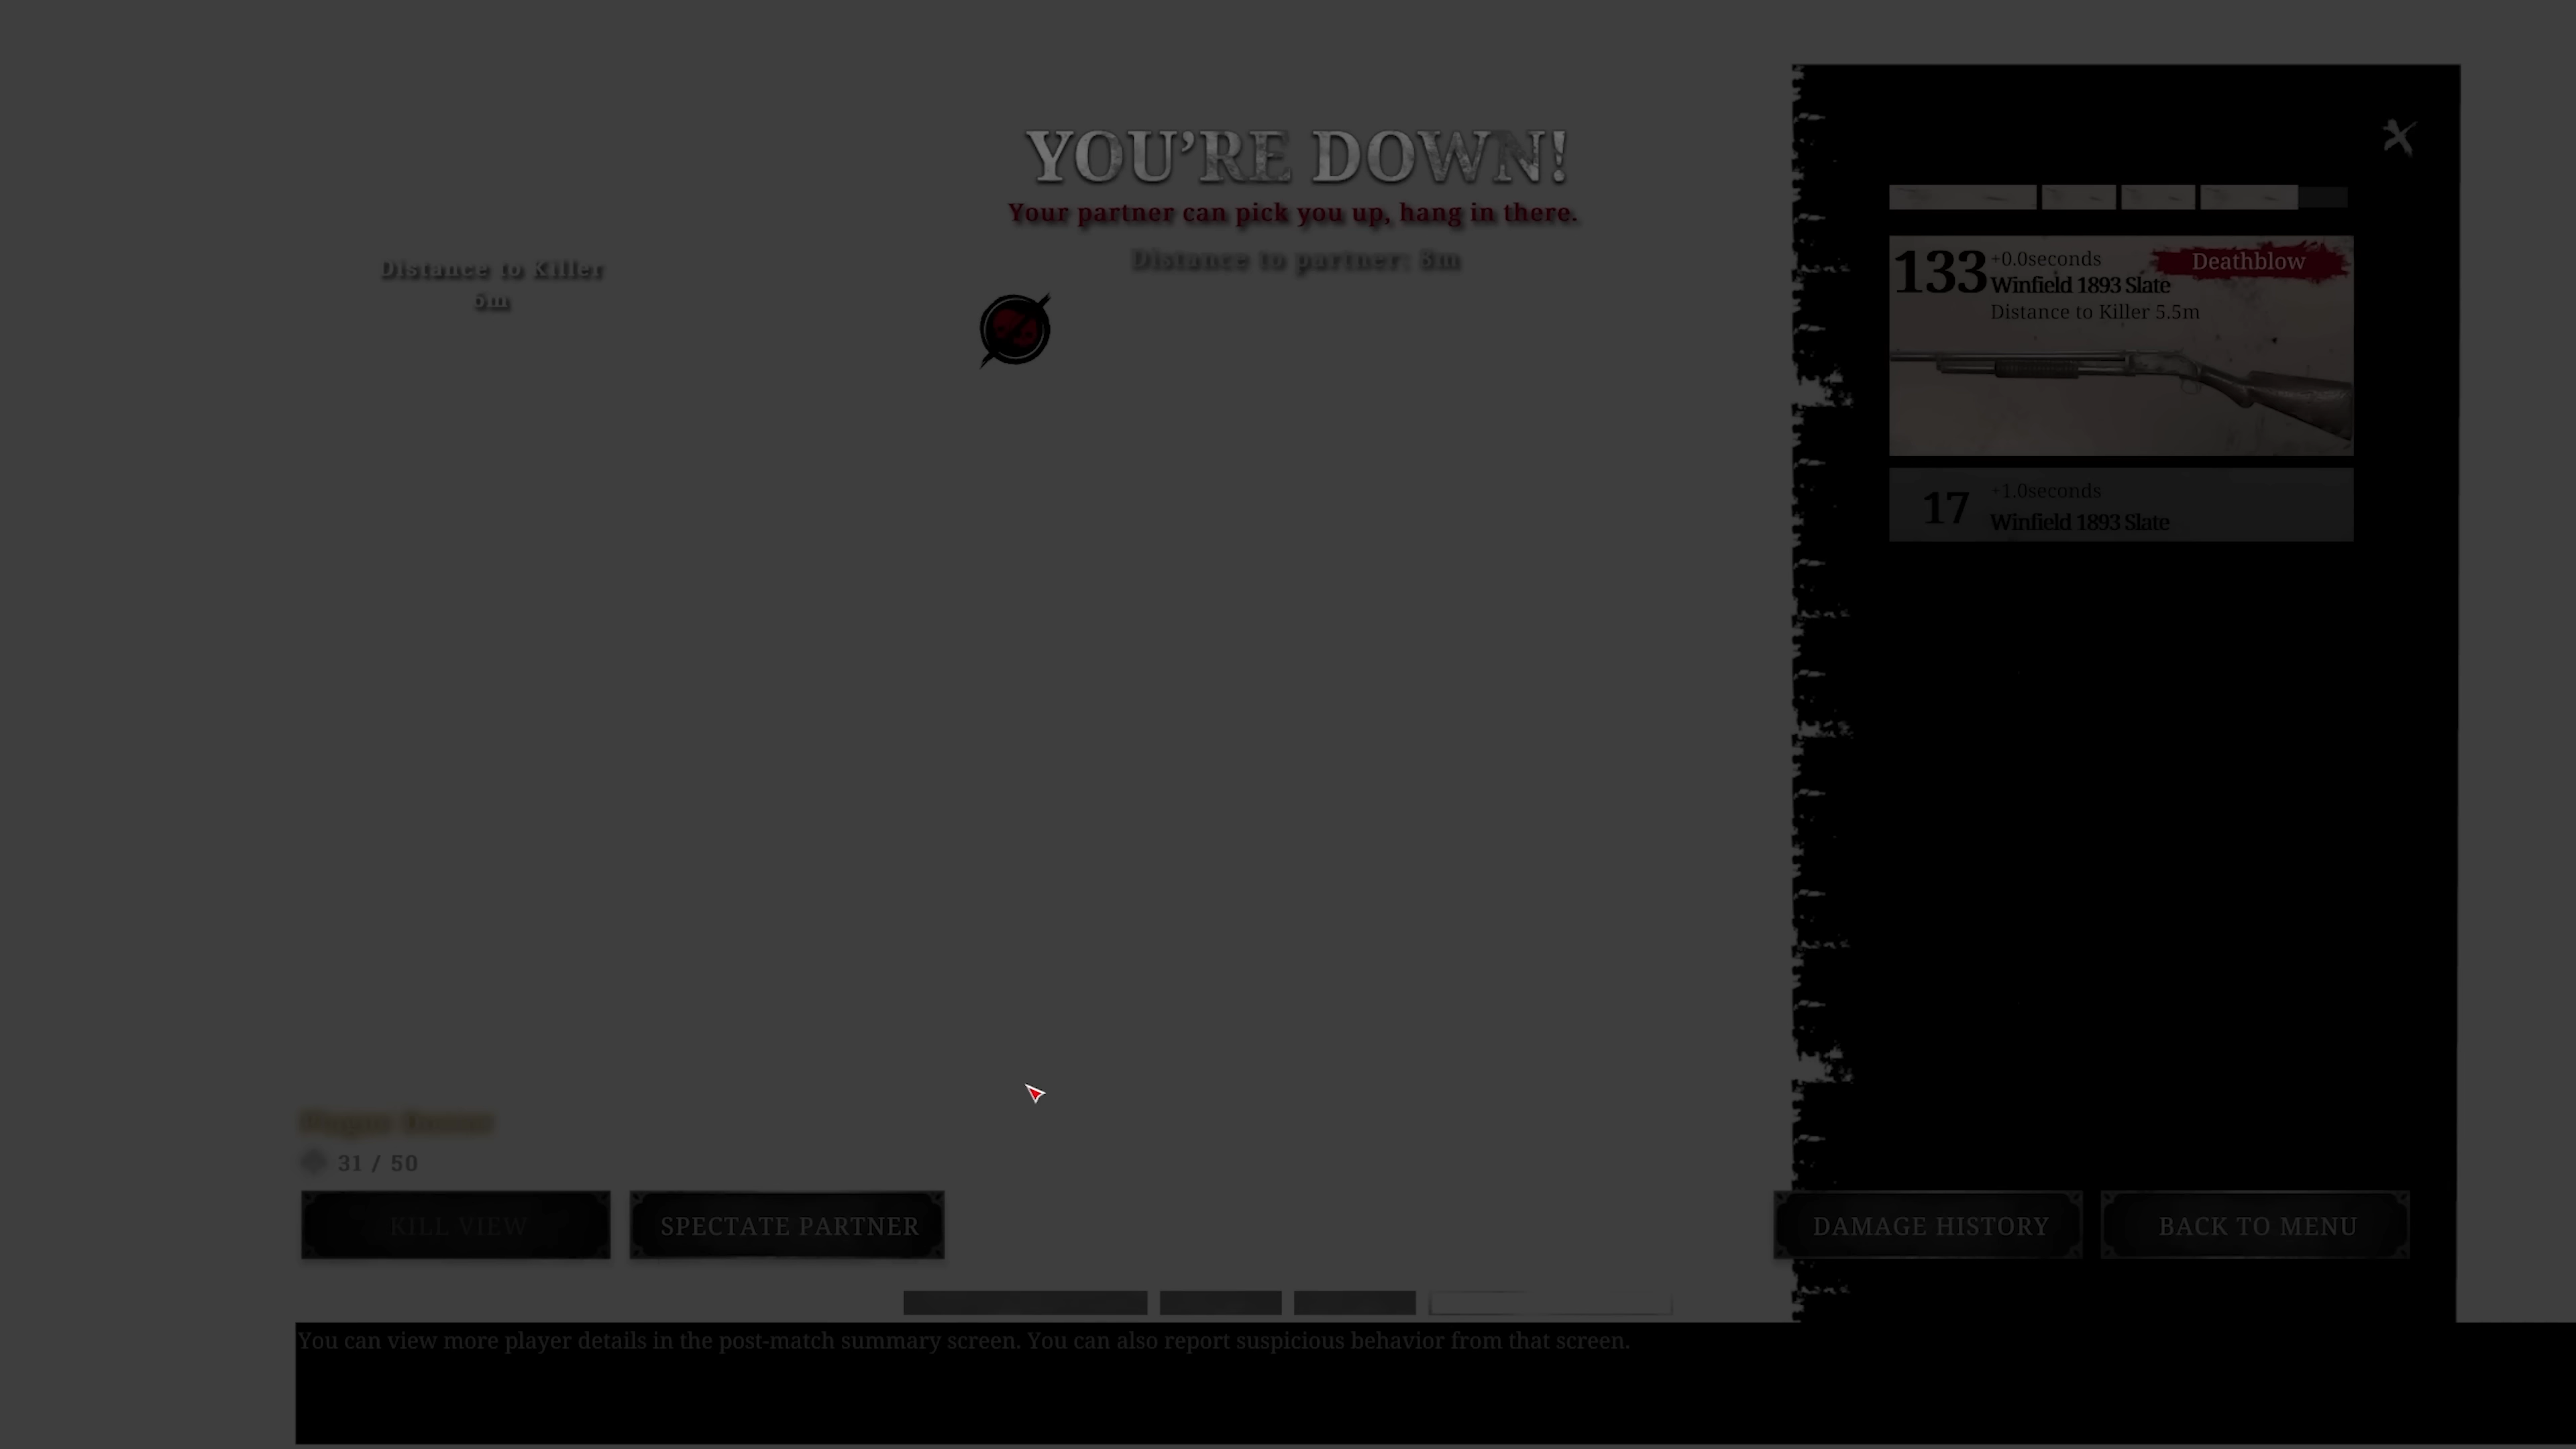 YOU'RE DOWN!
Your partner can pick you up, hang in there.
Distance to partner: 8m
Distance to Killer
6m
133
+0.0seconds
Deathblow
Winfield 1893 Slate
Distance to Killer 5.5m
17
+1.0seconds
Winfield 1893 Slate
31 / 50
KILL VIEW
SPECTATE PARTNER
DAMAGE HISTORY
BACK TO MENU
You can view more player details in the post-match summary screen. You can also report suspicious behavior from that screen.